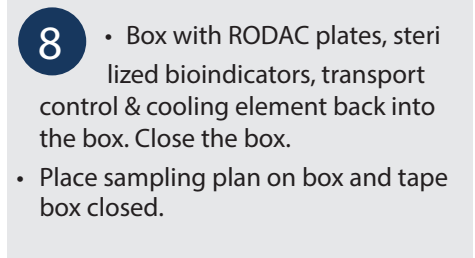 8 • Box with RODAC plates, steri
lized bioindicators, transport
control & cooling element back into
the box. Close the box.
• Place sampling plan on box and tape
box closed.